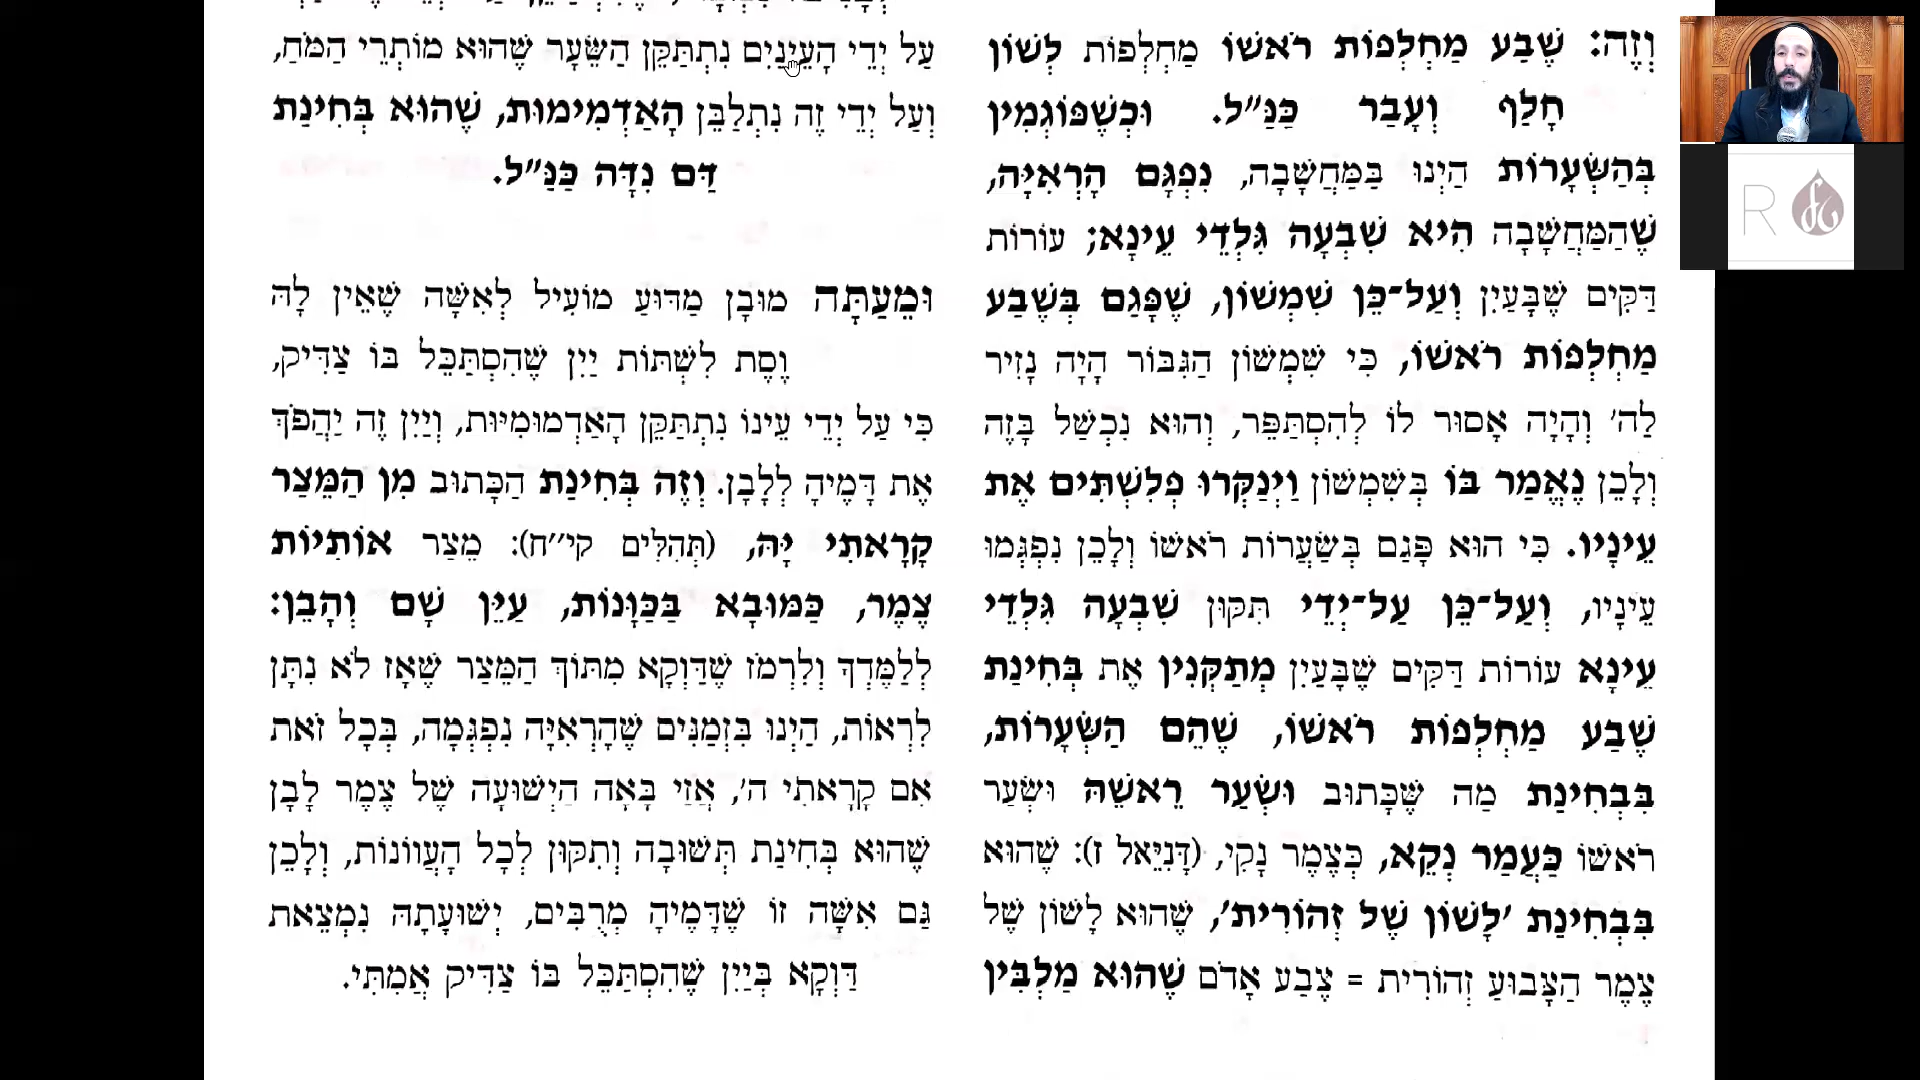 וְזֶה: שֶׁבַע מַחְלְפוֹת רֹאשׁוֹ מַחְלְפוֹת לְשׁוֹן
חָלַף וְעָבַר כַּנַּ״ל. וּכְשֶׁפּוֹגְמִין
בְּהַשְּׂעָרוֹת הַיְנוּ בַּמַּחֲשָׁבָה, נִפְגָּם הָרְאִיָּה,
שֶׁהַמַּחֲשָׁבָה הִיא שִׁבְעָה גִּלְדֵי עֵינָא; עוֹרוֹת
דַּקִּים שֶׁבָּעַיִן וְעַל־כֵּן שִׁמְשׁוֹן, שֶׁפָּגַם בְּשֶׁבַע
מַחְלְפוֹת רֹאשׁוֹ, כִּי שִׁמְשׁוֹן הַגִּבּוֹר הָיָה נָזִיר
לַה׳ וְהָיָה אָסוּר לוֹ לְהִסְתַּפֵּר, וְהוּא נִכְשַׁל בָּזֶה
וְלָכֵן נֶאֱמַר בּוֹ בְּשִׁמְשׁוֹן וַיְנַקְּרוּ פְלִשְׁתִּים אֶת
עֵינָיו. כִּי הוּא פָּגַם בְּשַׂעֲרוֹת רֹאשׁוֹ וְלָכֵן נִפְגְּמוּ
עֵינָיו, וְעַל־כֵּן עַל־יְדֵי תִּקּוּן שִׁבְעָה גִּלְדֵי
עֵינָא עוֹרוֹת דַּקִּים שֶׁבָּעַיִן מְתַקְּנִין אֶת בְּחִינַת
שֶׁבַע מַחְלְפוֹת רֹאשׁוֹ, שֶׁהֵם הַשְּׂעָרוֹת,
בִּבְחִינַת מַה שֶּׁכָּתוּב וּשְׂעַר רֵאשֵׁהּ וּשְׂעַר
רֹאשׁוֹ כַּעֲמַר נְקֵא, כְּצֶמֶר נָקִי, (דָּנִיֵּאל ז): שֶׁהוּא
בִּבְחִינַת ׳לָשׁוֹן שֶׁל זְהוֹרִית׳, שֶׁהוּא לָשׁוֹן שֶׁל
צֶמֶר הַצָּבוּעַ זְהוֹרִית = צֶבַע אָדֹם שֶׁהוּא מַלְבִּין
עַל יְדֵי הָעֵינַיִם נִתְתַּקֵּן הַשֵּׂעָר שֶׁהוּא מוֹתְרֵי הַמֹּחַ,
וְעַל יְדֵי זֶה נִתְלַבֵּן הָאַדְמִימוּת, שֶׁהוּא בְּחִינַת
דַּם נִדָּה כַּנַּ״ל.
וּמֵעַתָּה מוּבָן מַדּוּעַ מוֹעִיל לְאִשָּׁה שֶׁאֵין לָהּ
וֶסֶת לִשְׁתּוֹת יַיִן שֶׁהִסְתַּכֵּל בּוֹ צַדִּיק,
כִּי עַל יְדֵי עֵינוֹ נִתְתַּקֵּן הָאַדְמוּמִיּוּת, וְיַיִן זֶה יַהֲפֹךְ
אֶת דָּמֶיהָ לְלָבָן. וְזֶה בְּחִינַת הַכָּתוּב מִן הַמֵּצַר
קָרָאתִי יָּהּ, (תְּהִלִּים קי״ח): מֵצַר אוֹתִיּוֹת
צֶמֶר, כַּמּוּבָא בַּכַּוָּנוֹת, עַיֵּן שָׁם וְהָבֵן:
לְלַמֶּדְךָ וְלִרְמֹז שֶׁדַּוְקָא מִתּוֹךְ הַמֵּצַר שֶׁאָז לֹא נִתָּן
לִרְאוֹת, הַיְנוּ בִּזְמַנִּים שֶׁהָרְאִיָּה נִפְגְּמָה, בְּכָל זֹאת
אִם קָרָאתִי ה׳, אֲזַי בָּאָה הַיְשׁוּעָה שֶׁל צֶמֶר לָבָן
שֶׁהוּא בְּחִינַת תְּשׁוּבָה וְתִקּוּן לְכָל הָעֲווֹנוֹת, וְלָכֵן
גַּם אִשָּׁה זוֹ שֶׁדָּמֶיהָ מְרֻבִּים, יְשׁוּעָתָהּ נִמְצֵאת
דַּוְקָא בְּיַיִן שֶׁהִסְתַּכֵּל בּוֹ צַדִּיק אֲמִתִּי.
R